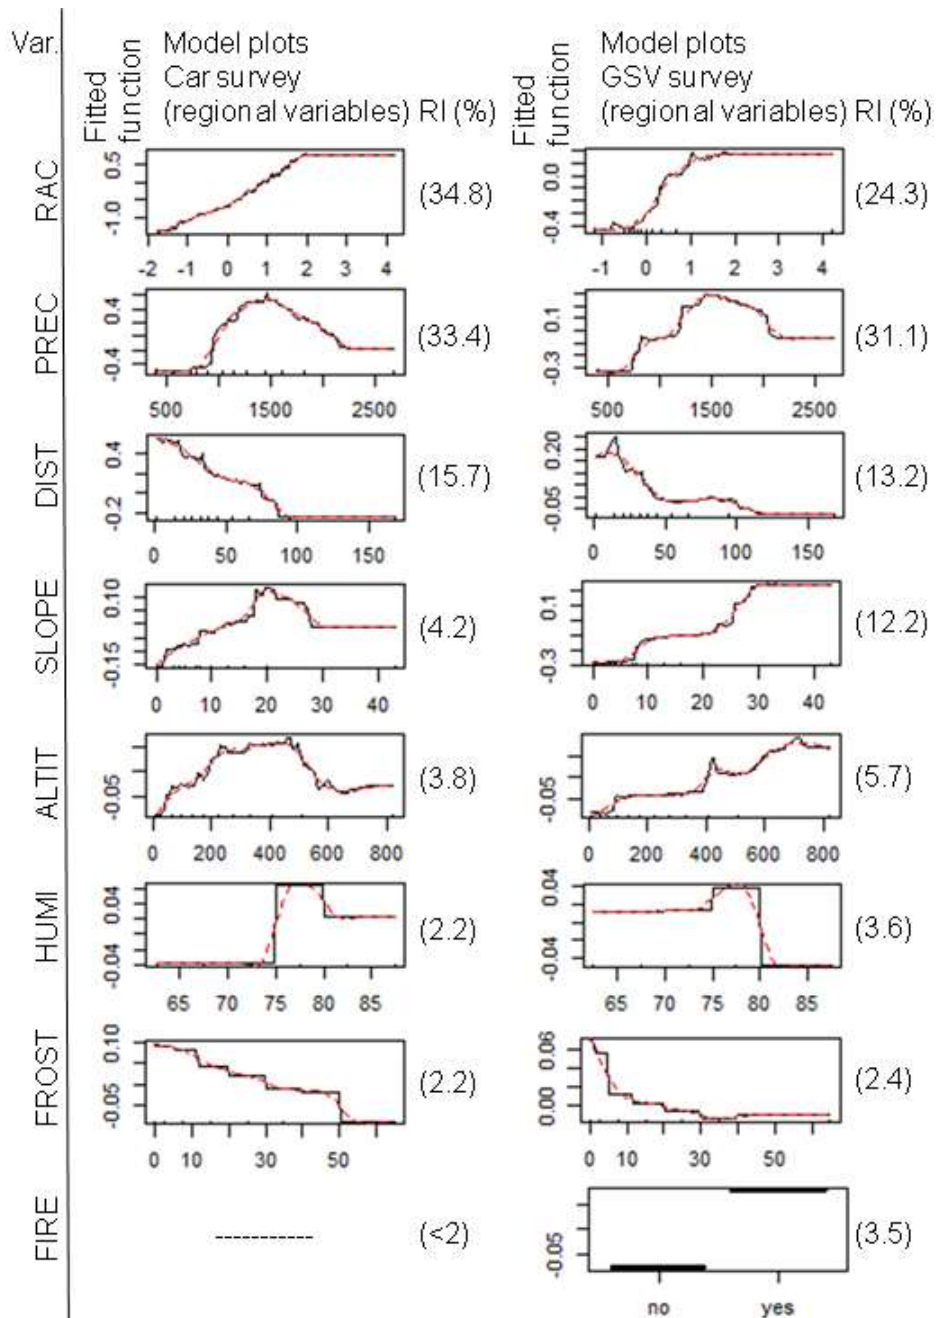 Var.
Fitted function
Model plots
Car survey
(regional variables) RI (%)
Fitted function
Model plots
GSV survey
(regional variables) RI (%)
RAC
0.5
-1.0
-2 -1 0 1 2 3 4
(34.8)
0.0
-0.4
-1 0 1 2 3 4
(24.3)
PREC
0.4
-0.4
500 1500 2500
(33.4)
0.1
-0.3
500 1500 2500
(31.1)
DIST
0.4
-0.2
0 50 100 150
(15.7)
0.20
-0.05
0 50 100 150
(13.2)
SLOPE
0.10
-0.15
0 10 20 30 40
(4.2)
0.1
-0.3
0 10 20 30 40
(12.2)
ALTIT
-0.05
0 200 400 600 800
(3.8)
-0.05
0 200 400 600 800
(5.7)
HUMI
0.04
-0.04
65 70 75 80 85
(2.2)
0.04
-0.04
65 70 75 80 85
(3.6)
FROST
0.10
-0.05
0 10 30 50
(2.2)
0.06
0.00
0 10 30 50
(2.4)
FIRE
-----------
(<2)
-0.05
no yes
(3.5)